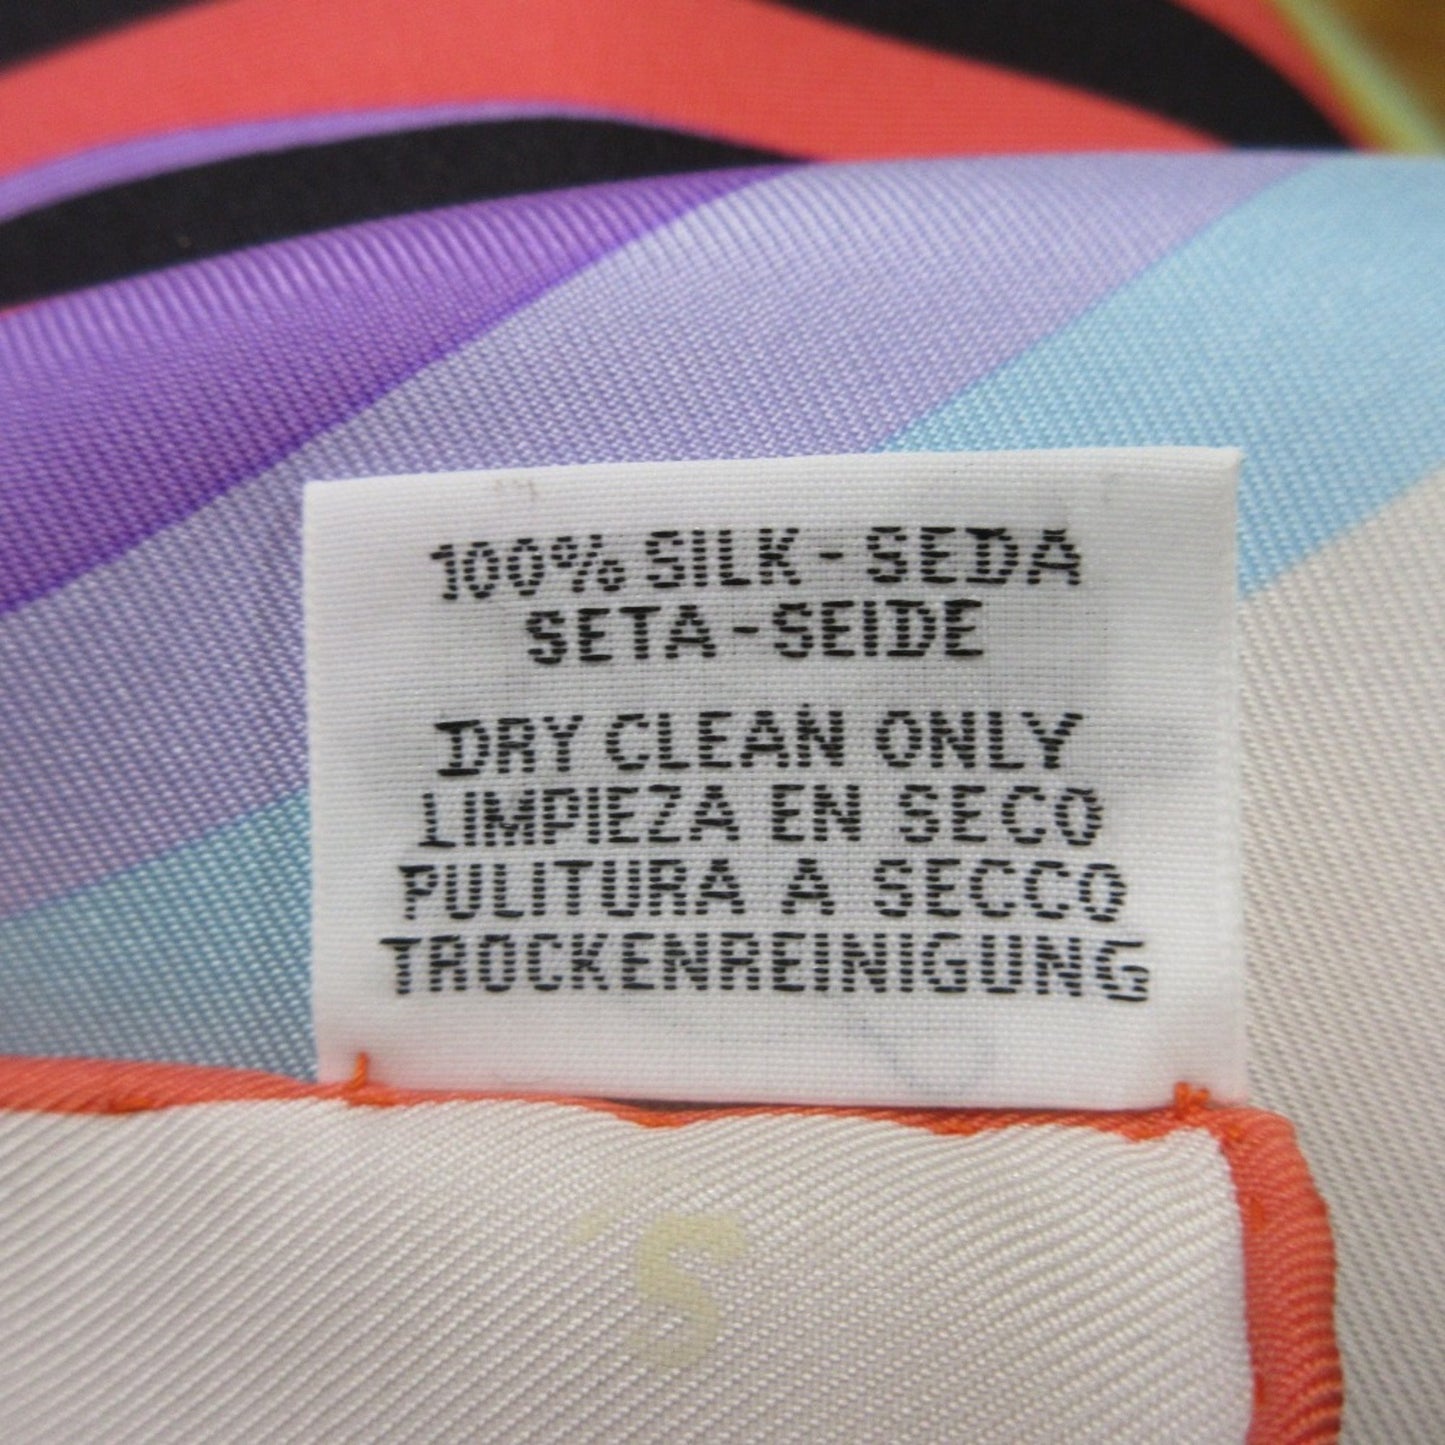 100% SILK - SEDA
SETA - SEIDE
DRY CLEAN ONLY
LIMPIEZA EN SECO
PULITURA A SECCO
TROCKENREINIGUNG